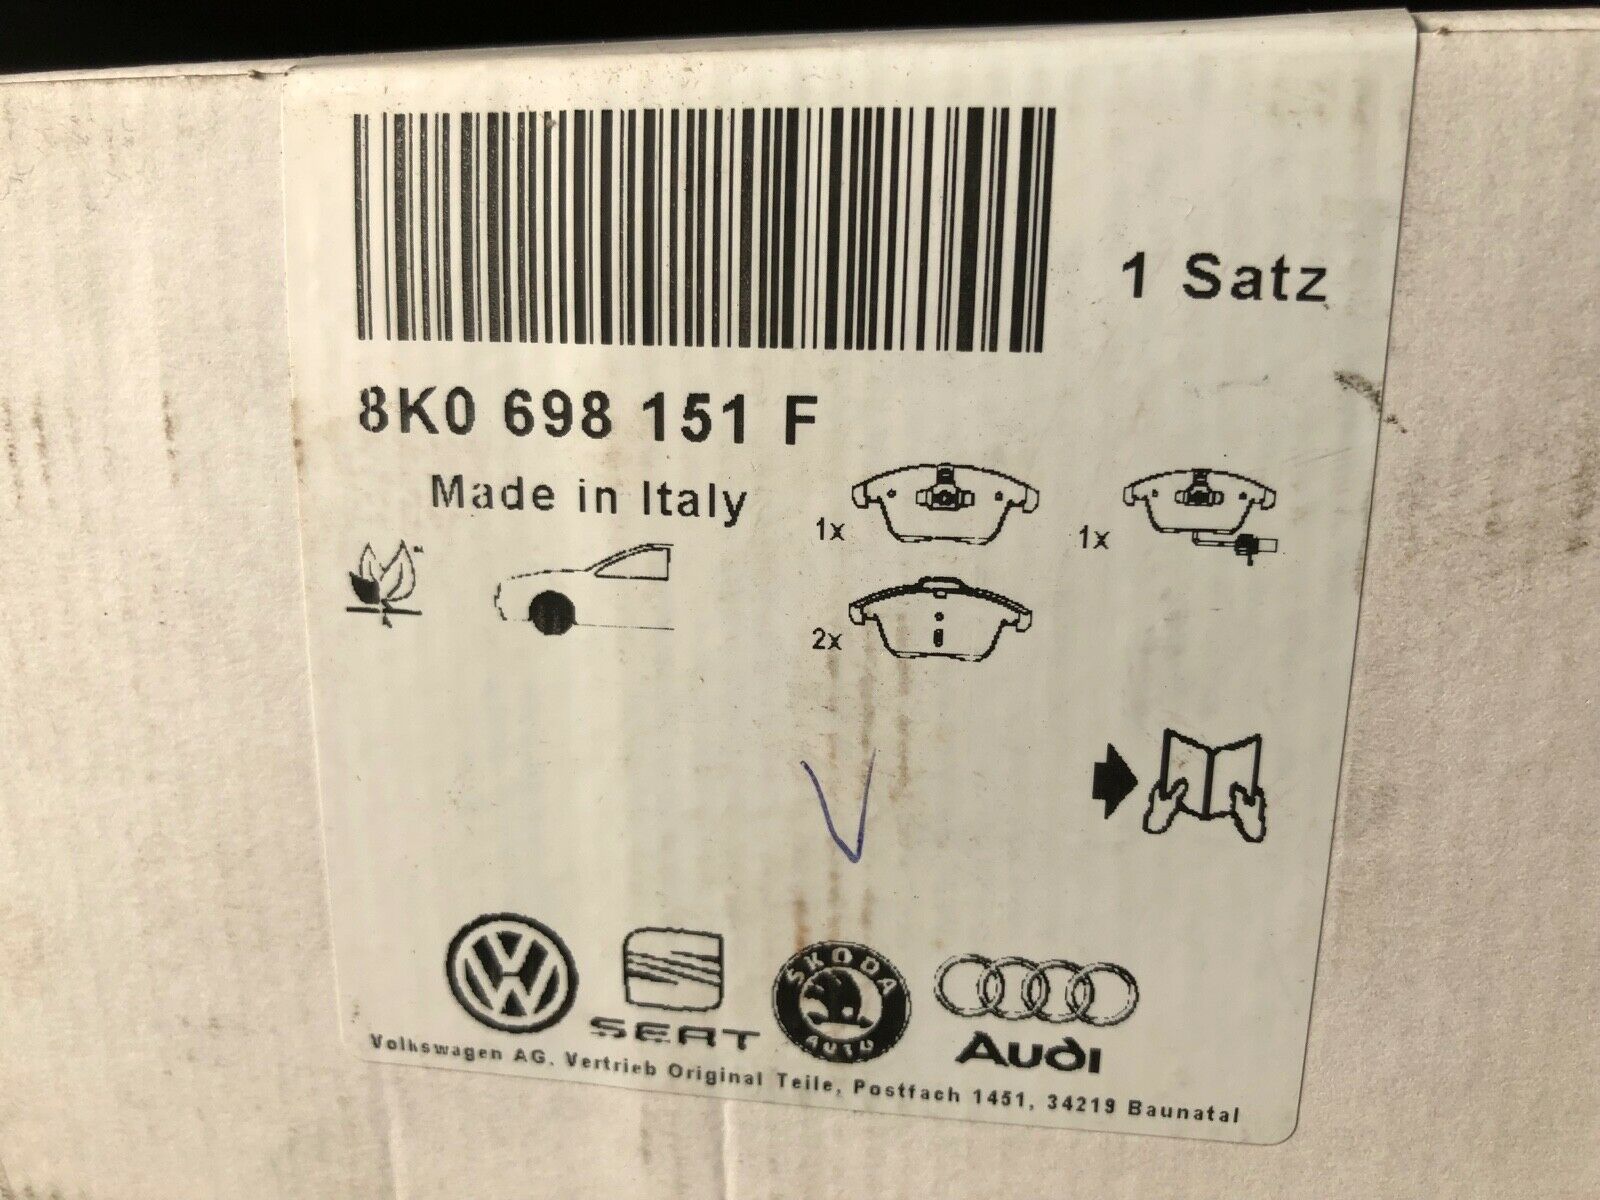 1 Satz
8K0 698 151 F
Made in Italy
1x
1x
2x
SEAT
ŠKODA
AUTO
Audi
Volkswagen AG. Vertrieb Original Teile, Postfach 1451, 34219 Baunatal